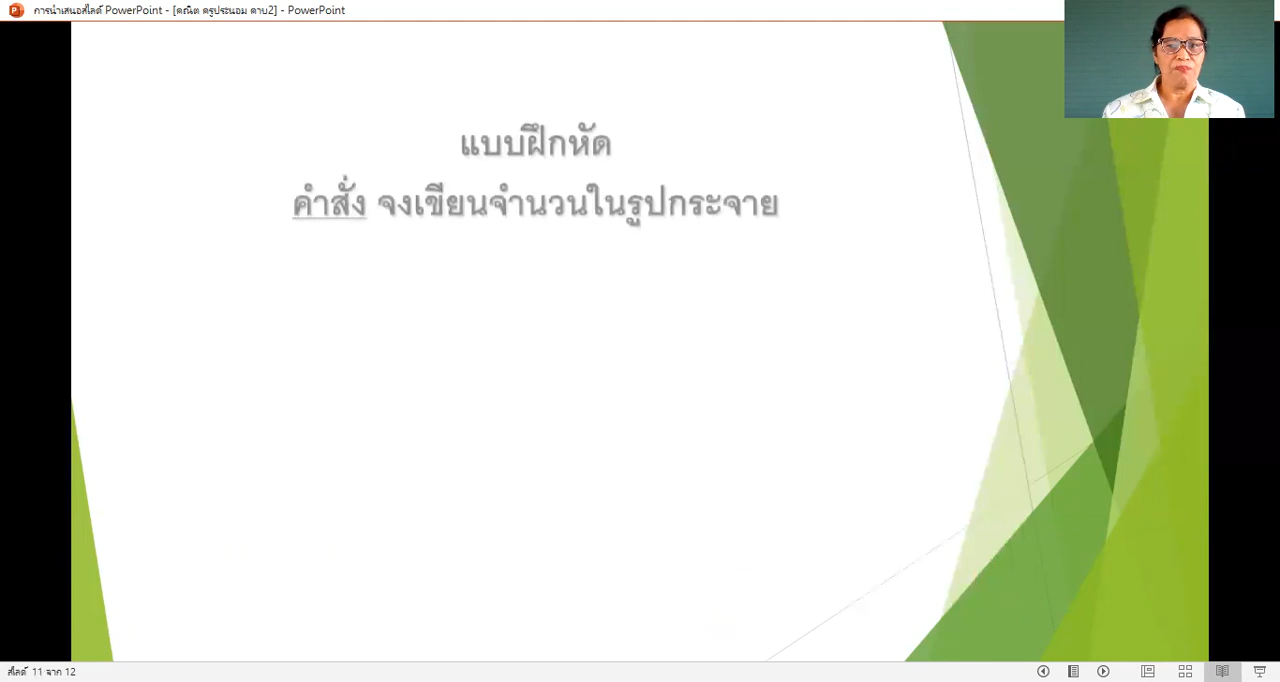 การนำเสนอสไลด์ PowerPoint - [คณิต ครูประนอม คาบ2] - PowerPoint
แบบฝึกหัด
คำสั่ง จงเขียนจำนวนในรูปกระจาย
สไลด์ 11 จาก 12